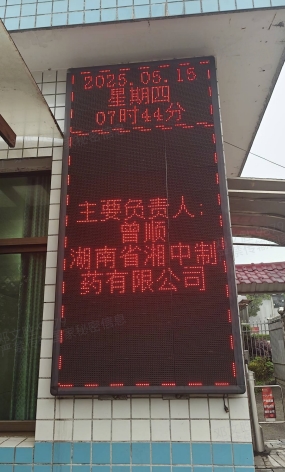 2025.05.15
星期四
07时44分
主要负责人：
曾顺
湖南省湘中制
药有限公司